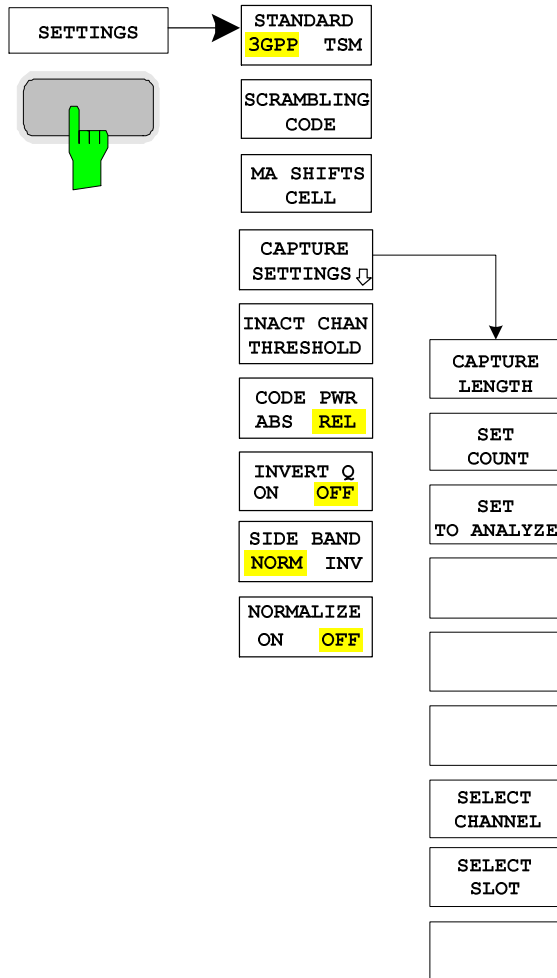 SETTINGS
STANDARD
3GPP TSM
SCRAMBLING
CODE
MA SHIFTS
CELL
CAPTURE
SETTINGS
INACT CHAN
THRESHOLD
CODE PWR
ABS REL
INVERT Q
ON OFF
SIDE BAND
NORM INV
NORMALIZE
ON OFF
CAPTURE
LENGTH
SET
COUNT
SET
TO ANALYZE
SELECT
CHANNEL
SELECT
SLOT